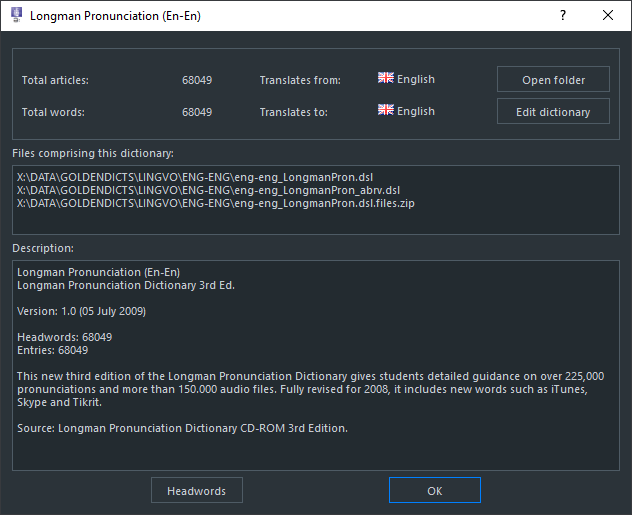 Longman Pronunciation (En-En)
Total articles: 68049 Translates from: English Open folder
Total words: 68049 Translates to: English Edit dictionary
Files comprising this dictionary:
X:\DATA\GOLDENDICTS\LINGVO\ENG-ENG\eng-eng_LongmanPron.dsl
X:\DATA\GOLDENDICTS\LINGVO\ENG-ENG\eng-eng_LongmanPron_abrv.dsl
X:\DATA\GOLDENDICTS\LINGVO\ENG-ENG\eng-eng_LongmanPron.dsl.files.zip
Description:
Longman Pronunciation (En-En)
Longman Pronunciation Dictionary 3rd Ed.
Version: 1.0 (05 July 2009)
Headwords: 68049
Entries: 68049
This new third edition of the Longman Pronunciation Dictionary gives students detailed guidance on over 225,000
pronunciations and more than 150.000 audio files. Fully revised for 2008, it includes new words such as iTunes,
Skype and Tikrit.
Source: Longman Pronunciation Dictionary CD-ROM 3rd Edition.
Headwords OK